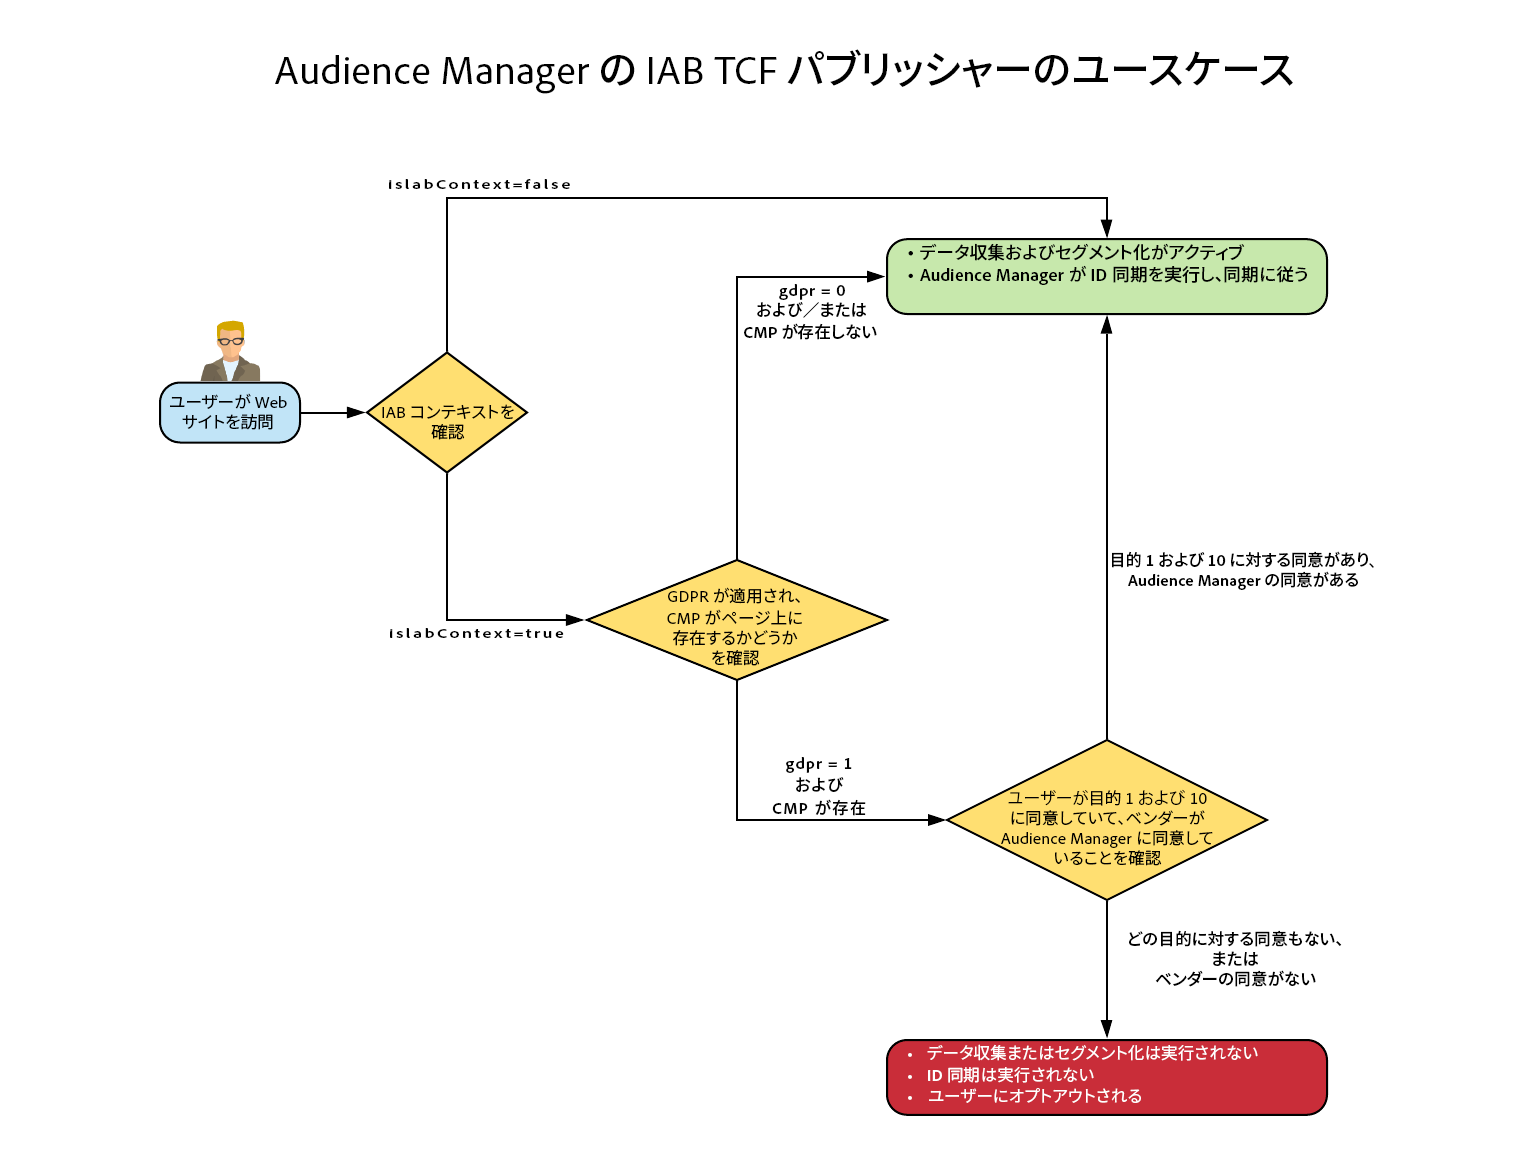 Audience Manager の IAB TCF パブリッシャーのユースケース
islabContext=false
• データ収集およびセグメント化がアクティブ
• Audience Manager が ID 同期を実行し、同期に従う
gdpr = 0
および／または
CMP が存在しない
ユーザーが Web
サイトを訪問
IAB コンテキストを
確認
目的 1 および 10 に対する同意があり、
Audience Manager の同意がある
GDPR が適用され、
CMP がページ上に
存在するかどうか
を確認
islabContext=true
gdpr = 1
および
CMP が存在
ユーザーが目的 1 および 10
に同意していて、ベンダーが
Audience Manager に同意して
いることを確認
どの目的に対する同意もない、
または
ベンダーの同意がない
• データ収集またはセグメント化は実行されない
• ID 同期は実行されない
• ユーザーにオプトアウトされる